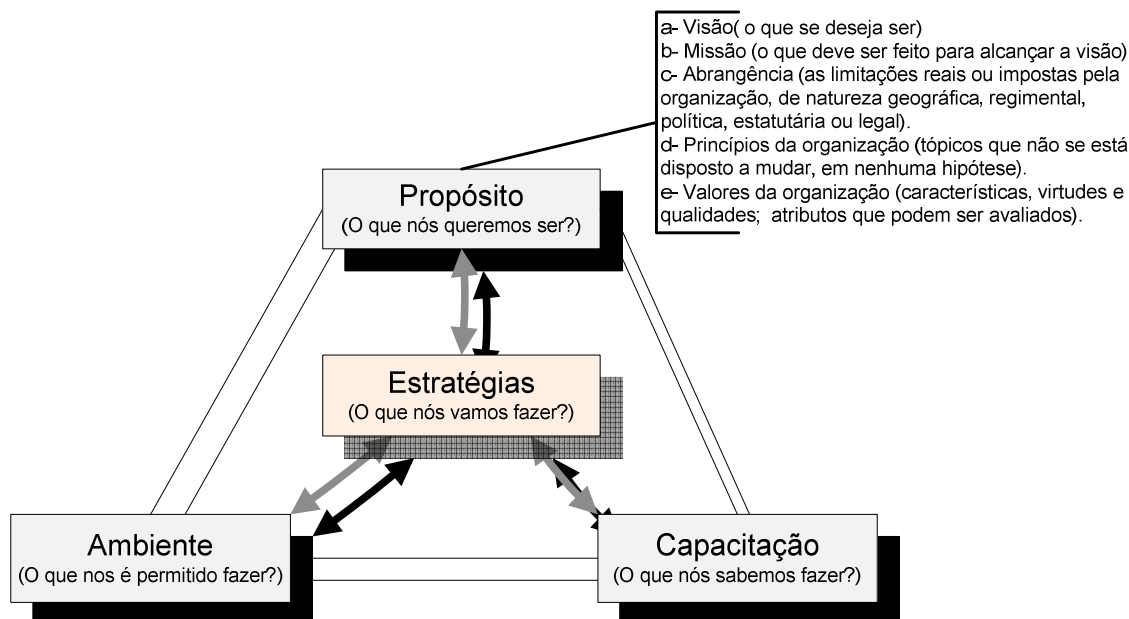 a- Visão( o que se deseja ser)
b- Missão (o que deve ser feito para alcançar a visão)
c- Abrangência (as limitações reais ou impostas pela
organização, de natureza geográfica, regimental,
política, estatutária ou legal).
d- Princípios da organização (tópicos que não se está
disposto a mudar, em nenhuma hipótese).
e- Valores da organização (características, virtudes e
qualidades; atributos que podem ser avaliados).
Propósito
(O que nós queremos ser?)
Estratégias
(O que nós vamos fazer?)
Ambiente
(O que nos é permitido fazer?)
Capacitação
(O que nós sabemos fazer?)